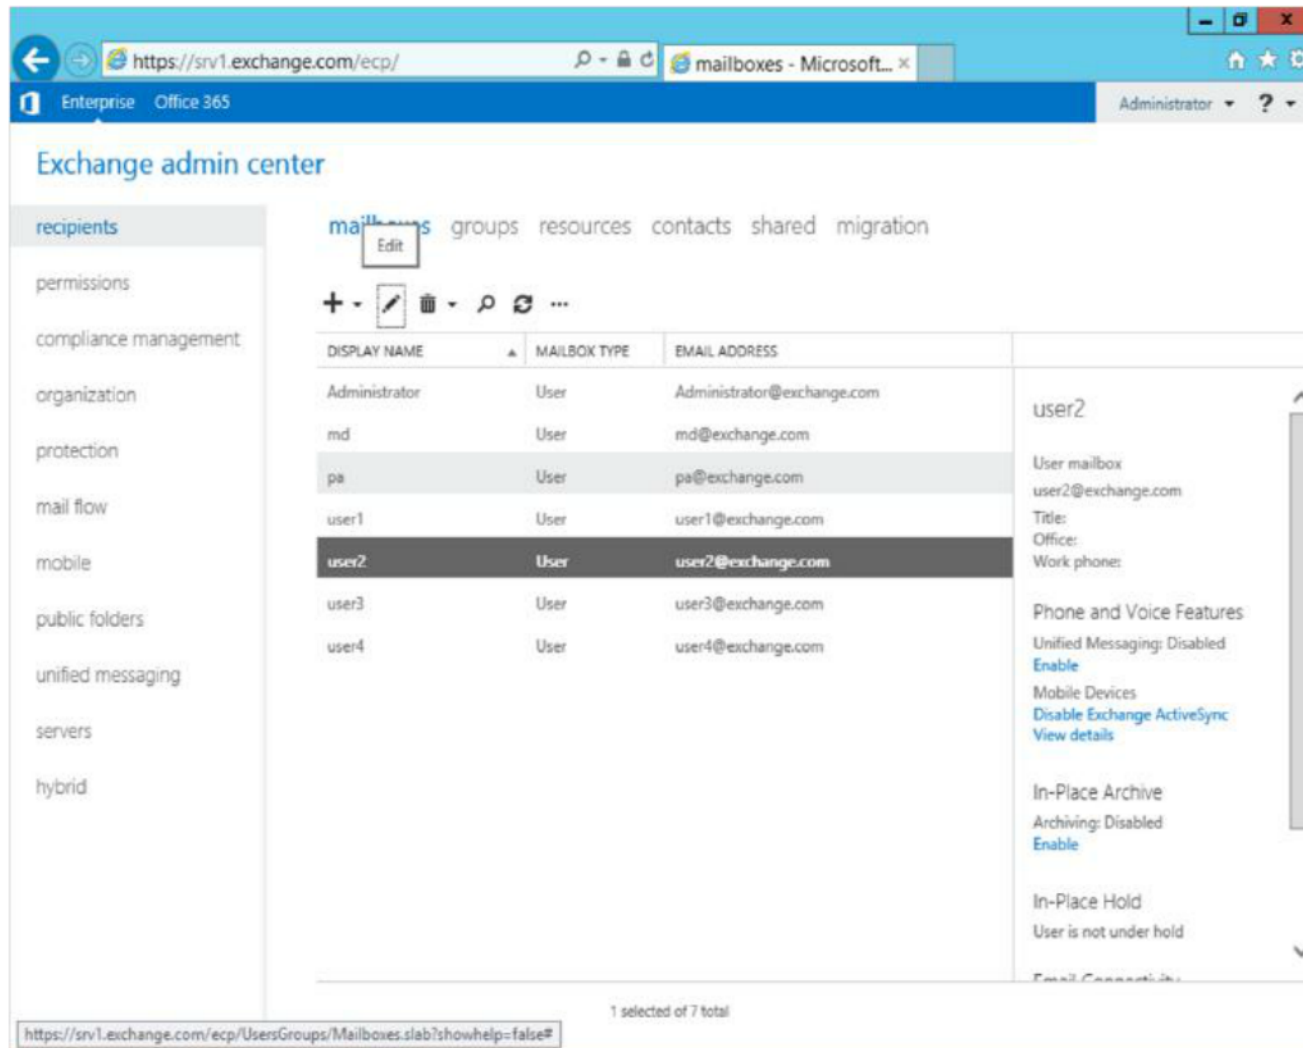 https://srv1.exchange.com/ecp/
mailboxes - Microsoft... ×
Enterprise Office 365
Administrator ?
Exchange admin center
recipients
permissions
compliance management
organization
protection
mail flow
mobile
public folders
unified messaging
servers
hybrid
mailboxes groups resources contacts shared migration
Edit
DISPLAY NAME MAILBOX TYPE EMAIL ADDRESS
Administrator User Administrator@exchange.com
md User md@exchange.com
pa User pa@exchange.com
user1 User user1@exchange.com
user2 User user2@exchange.com
user3 User user3@exchange.com
user4 User user4@exchange.com
user2
User mailbox
user2@exchange.com
Title:
Office:
Work phone:
Phone and Voice Features
Unified Messaging: Disabled
Enable
Mobile Devices
Disable Exchange ActiveSync
View details
In-Place Archive
Archiving: Disabled
Enable
In-Place Hold
User is not under hold
Email Connectivity
1 selected of 7 total
https://srv1.exchange.com/ecp/UsersGroups/Mailboxes.slab?showhelp=false#